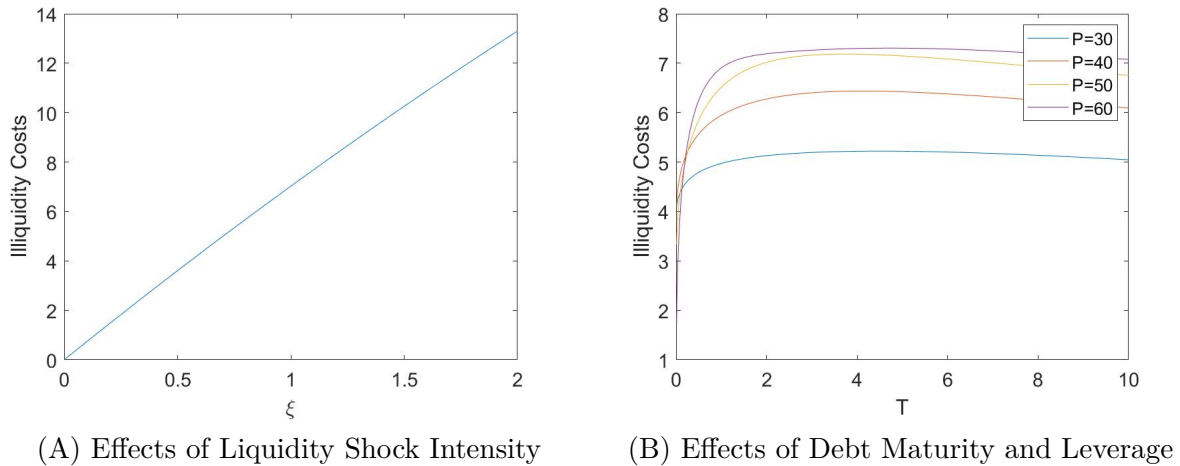 14
12
10
8
6
4
2
0
Illiquidity Costs
0 0.5 1 1.5 2
ξ
(A) Effects of Liquidity Shock Intensity
8
7
6
5
4
3
2
1
Illiquidity Costs
P=30
P=40
P=50
P=60
0 2 4 6 8 10
T
(B) Effects of Debt Maturity and Leverage